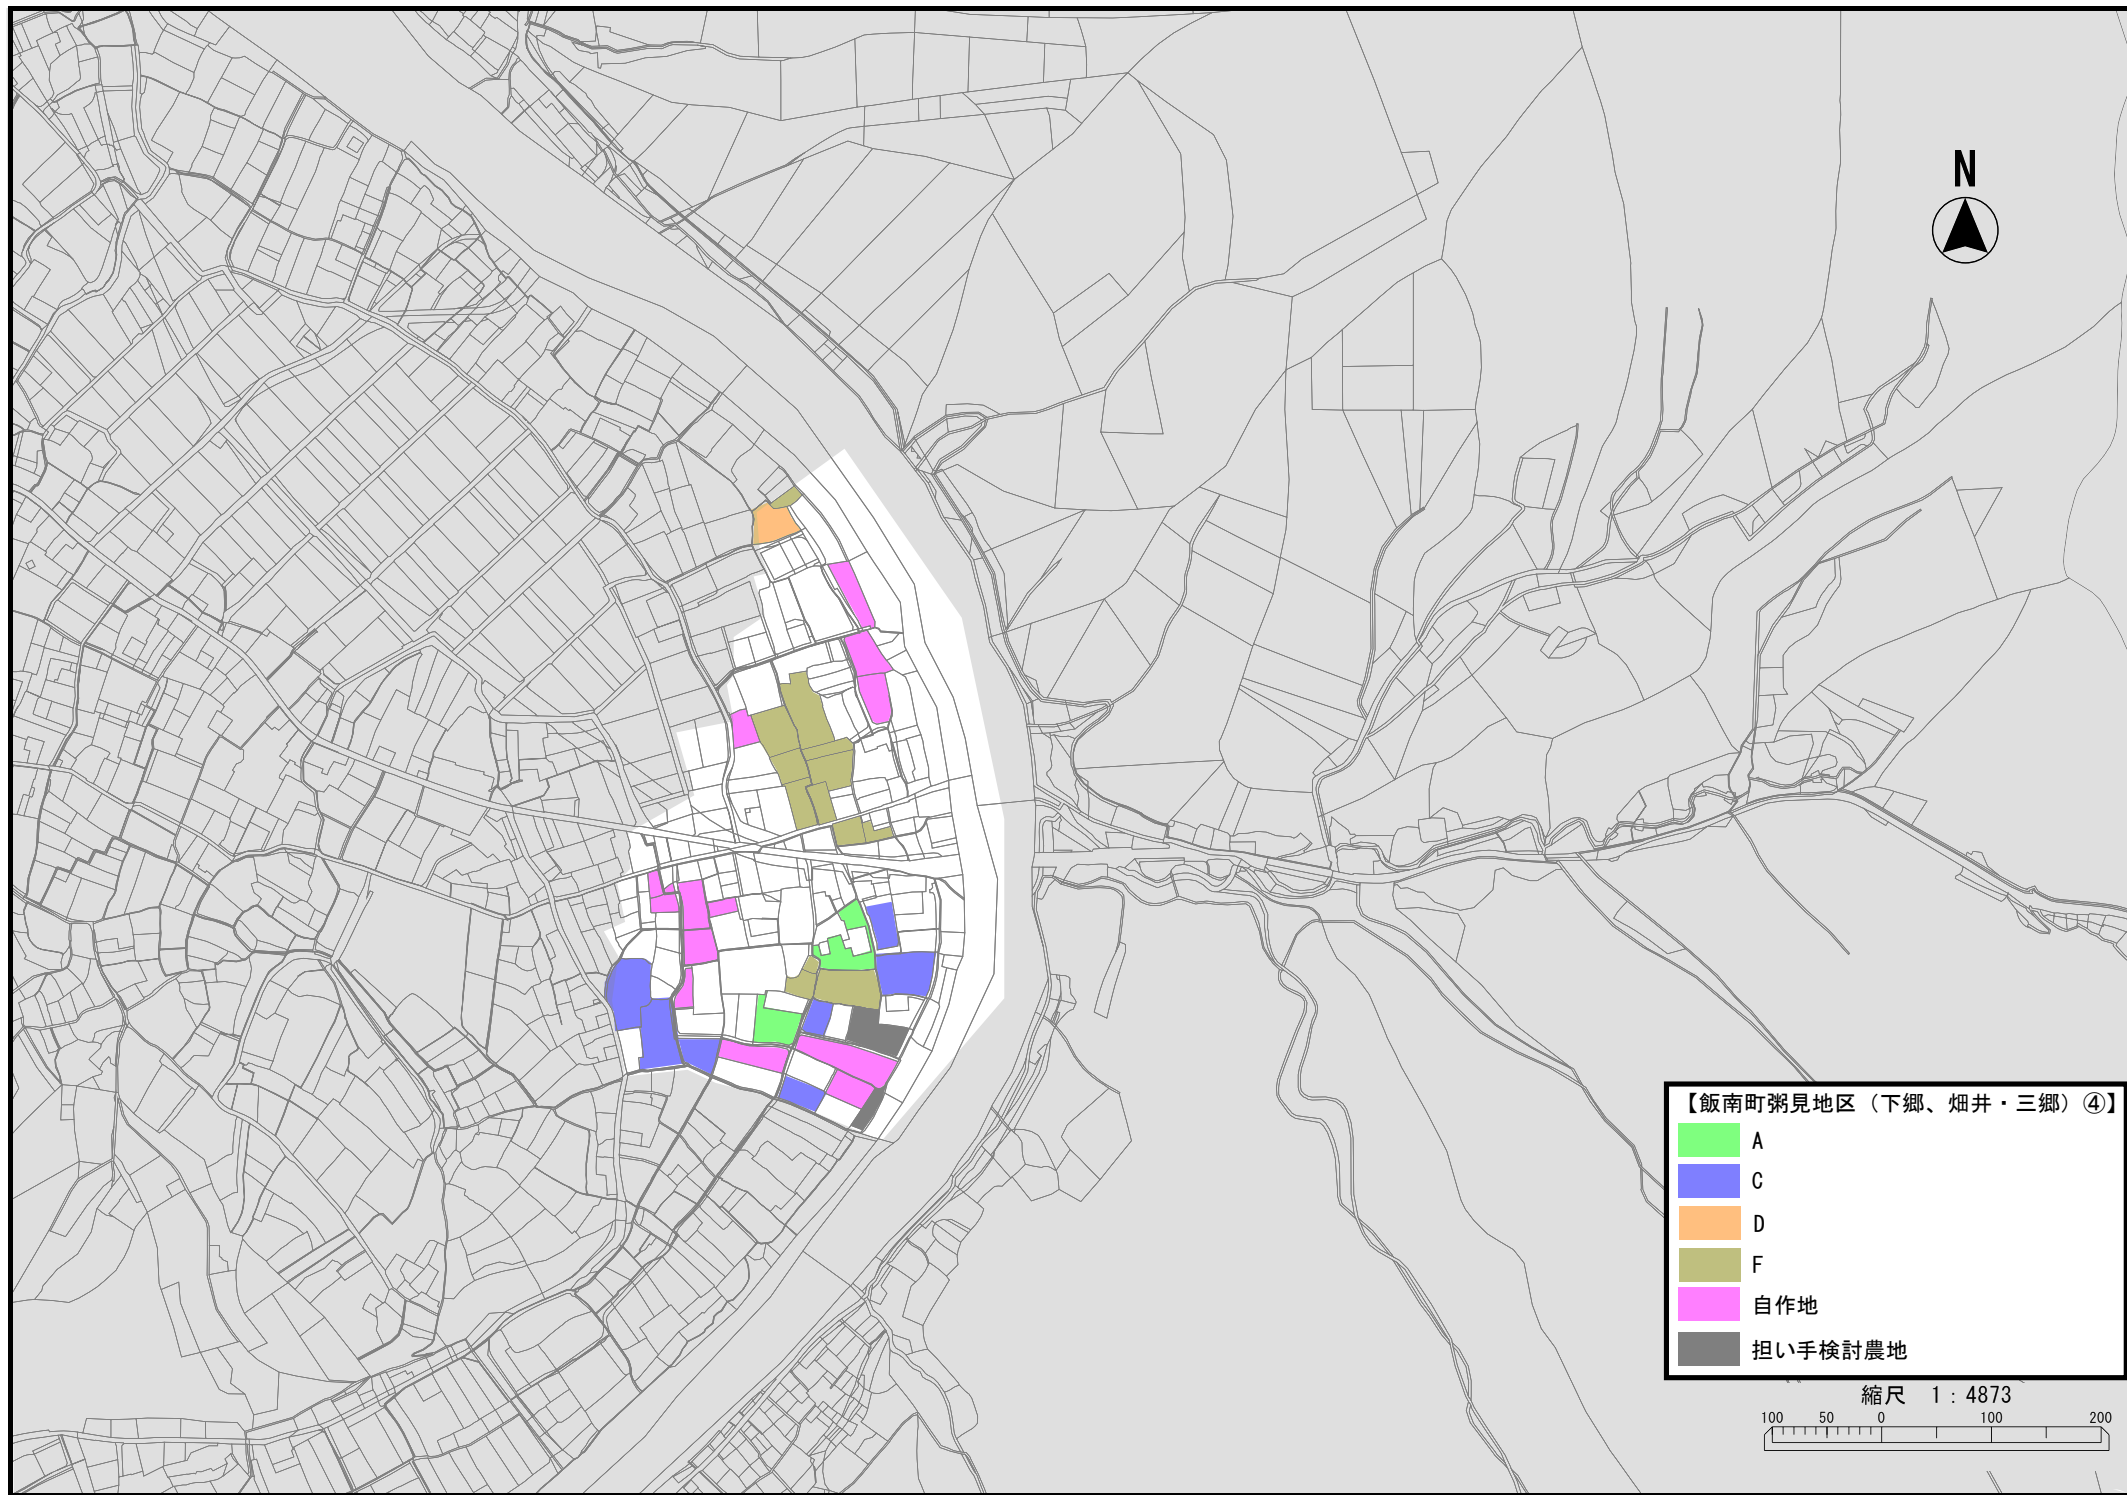 N
【飯南町粥見地区（下郷、畑井・三郷）④】
A
C
D
F
自作地
担い手検討農地
縮尺 1：4873
100 50 0 100 200